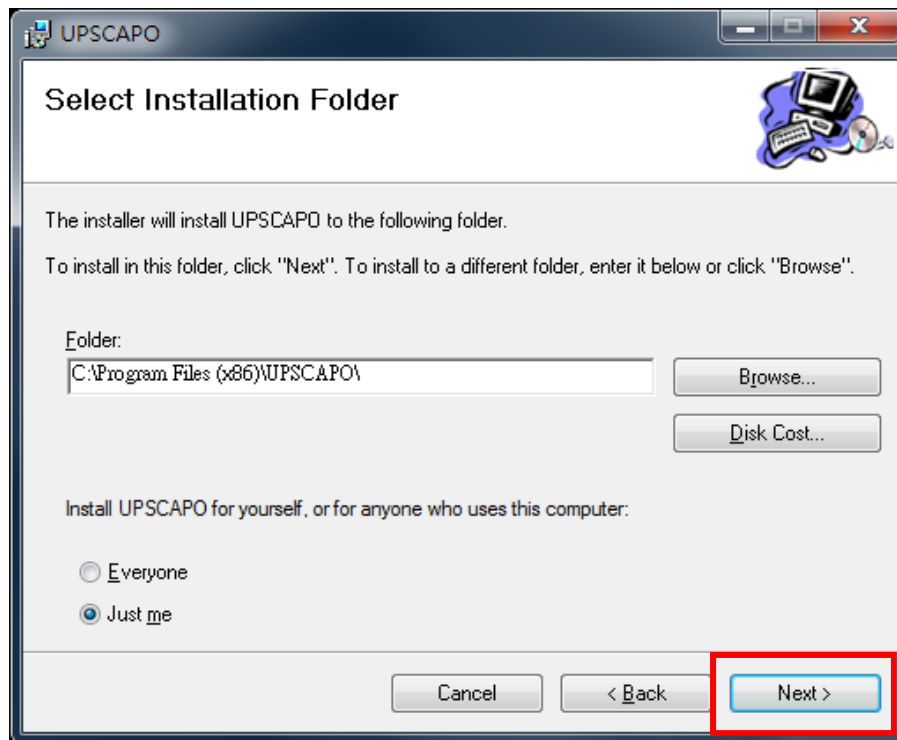 UPSCAPO
Select Installation Folder
The installer will install UPSCAPO to the following folder.
To install in this folder, click "Next". To install to a different folder, enter it below or click "Browse".
Folder:
C:\Program Files (x86)\UPSCAPO\
Browse...
Disk Cost...
Install UPSCAPO for yourself, or for anyone who uses this computer:
Everyone
Just me
Cancel < Back Next >